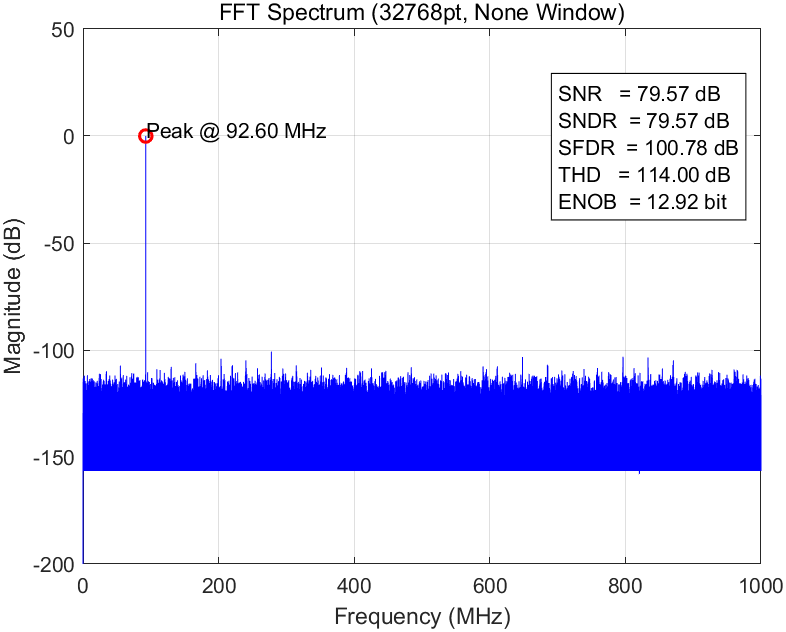 FFT Spectrum (32768pt, None Window)
50
0
-50
-100
-150
-200
Magnitude (dB)
Peak @ 92.60 MHz
SNR = 79.57 dB
SNDR = 79.57 dB
SFDR = 100.78 dB
THD = 114.00 dB
ENOB = 12.92 bit
0
200
400
600
800
1000
Frequency (MHz)